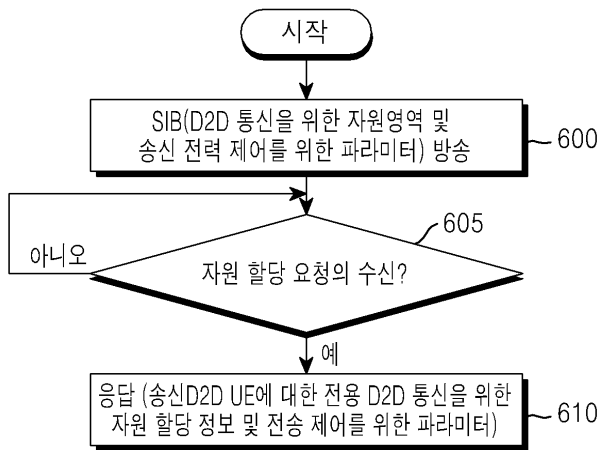 시작
SIB(D2D 통신을 위한 자원영역 및
송신 전력 제어를 위한 파라미터) 방송
600
605
아니오
자원 할당 요청의 수신?
예
응답 (송신D2D UE에 대한 전용 D2D 통신을 위한
자원 할당 정보 및 전송 제어를 위한 파라미터)
610